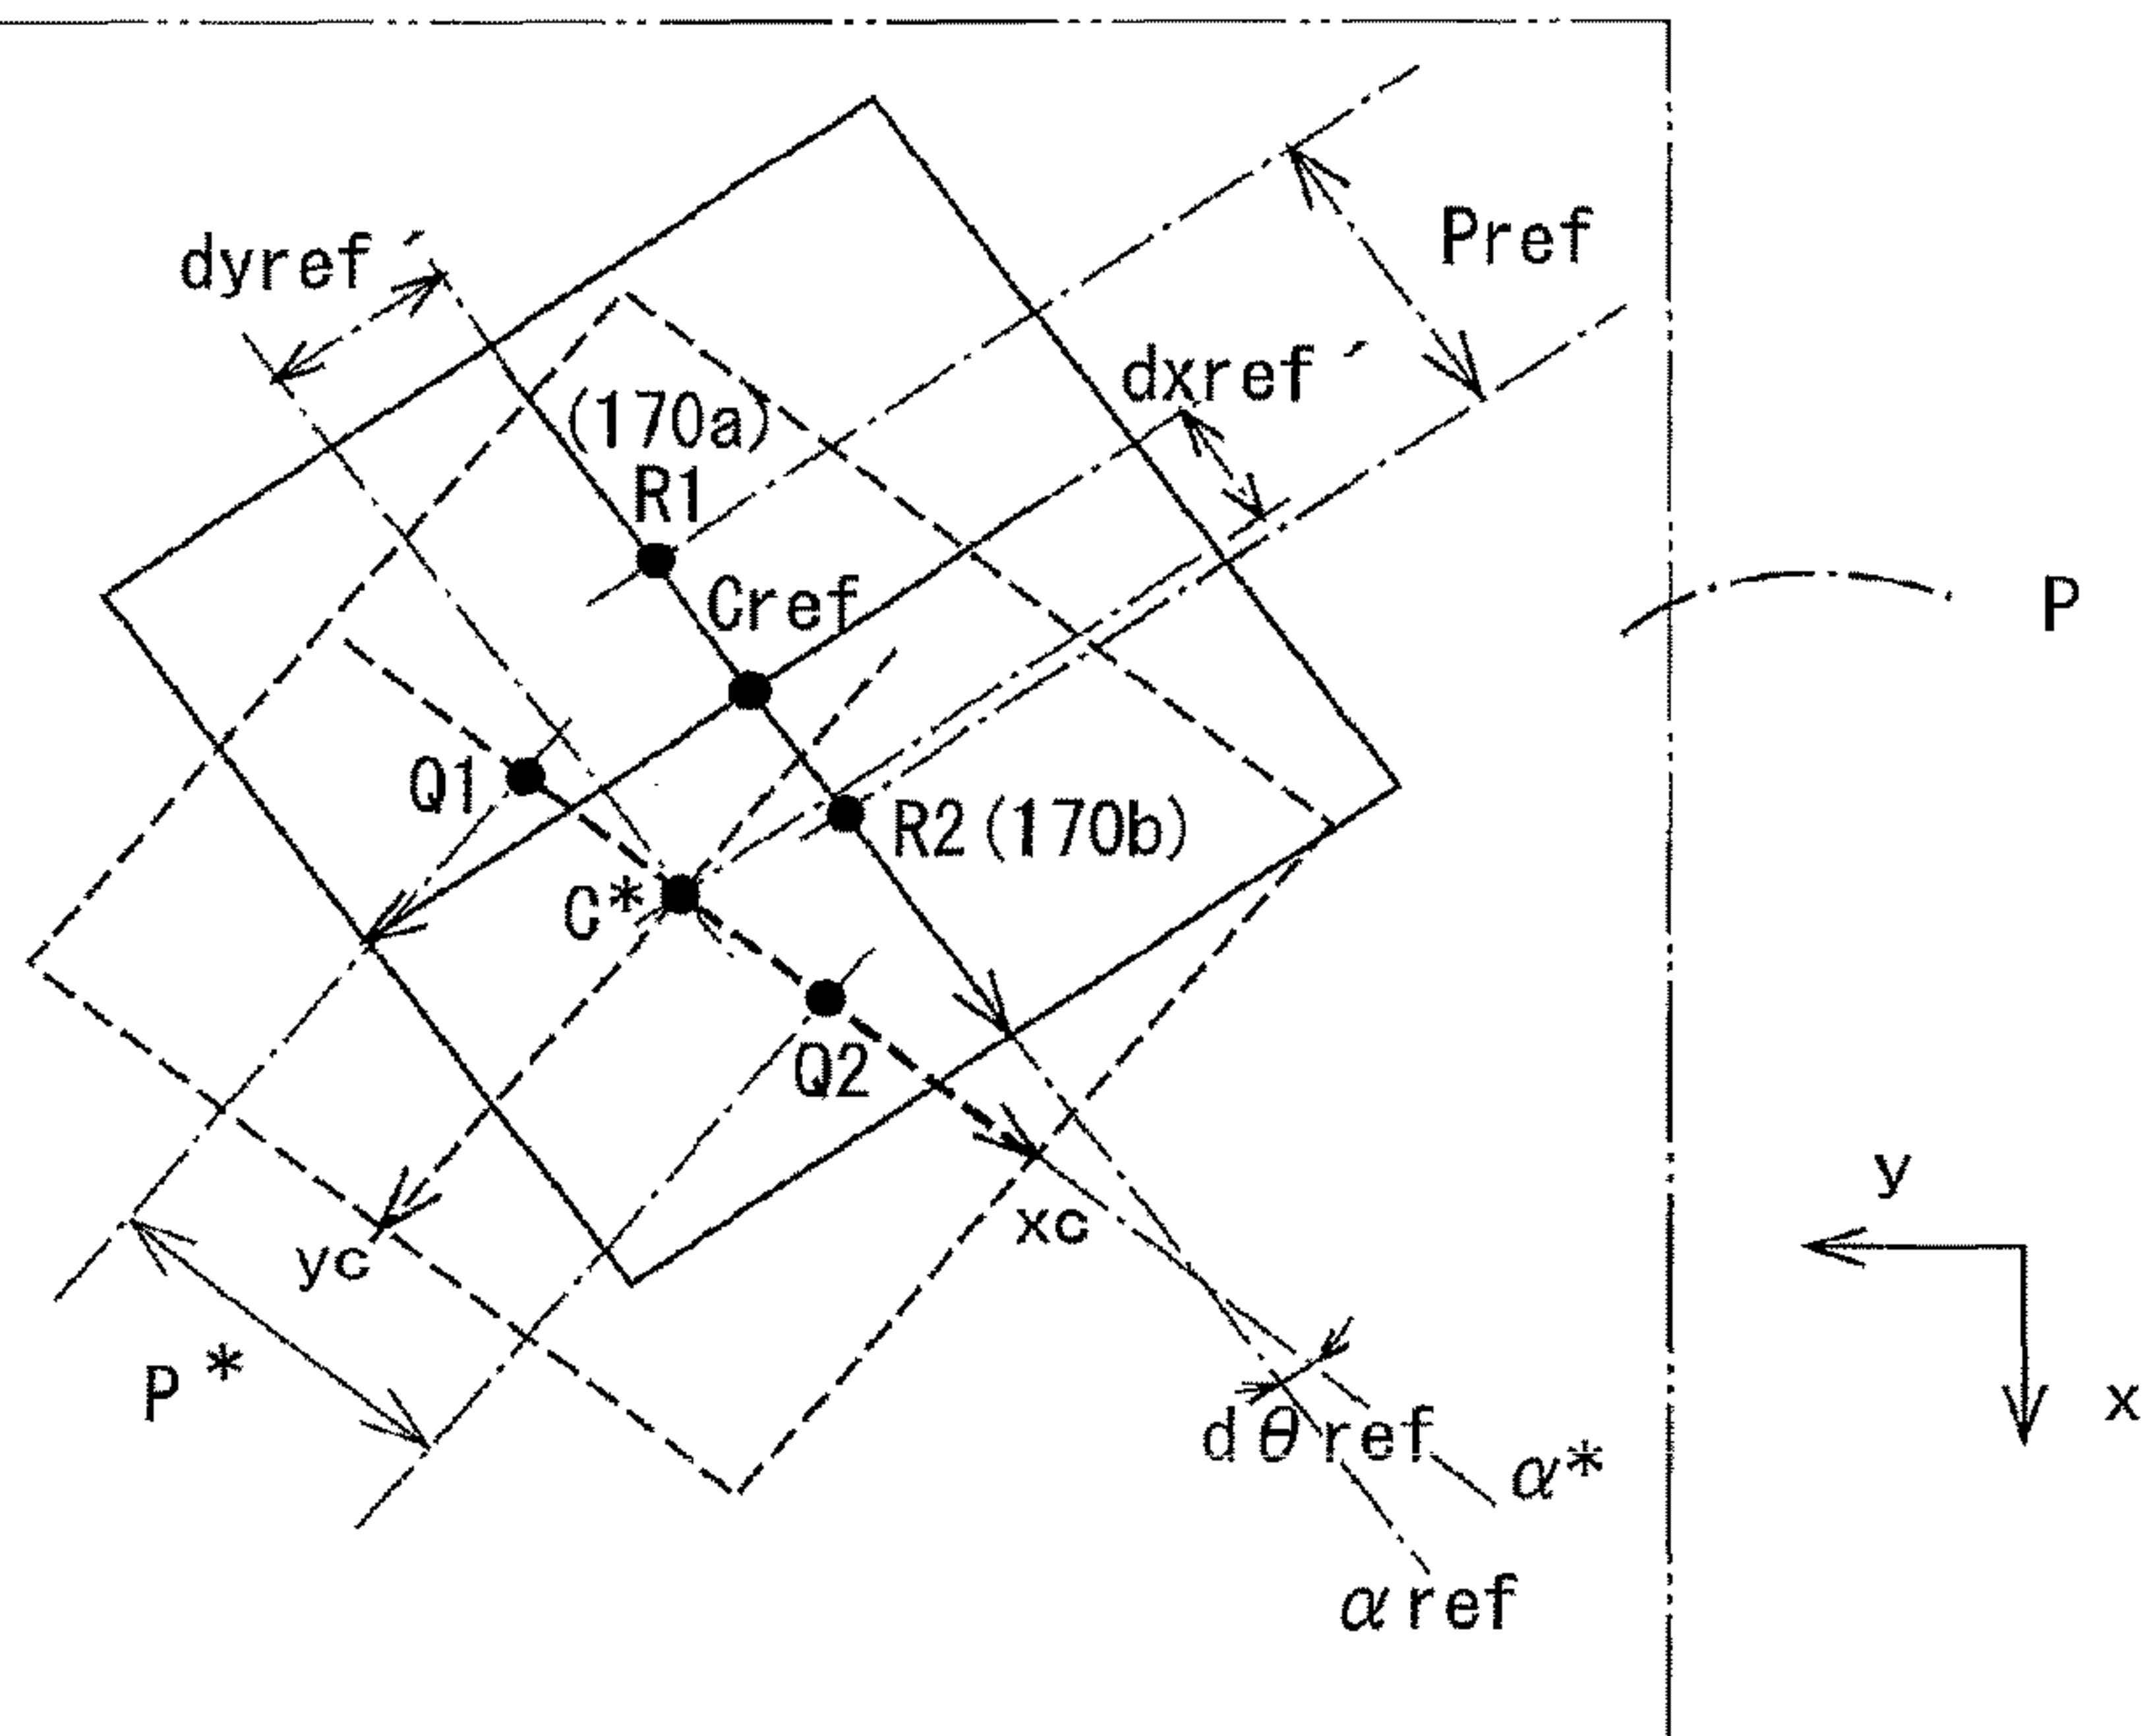 Pref
dyref′
dxref′
(170a)
R1
Cref
P
Q1
R2(170b)
C*
Q2
y
xc
yc
P*
x
dθref
α*
αref